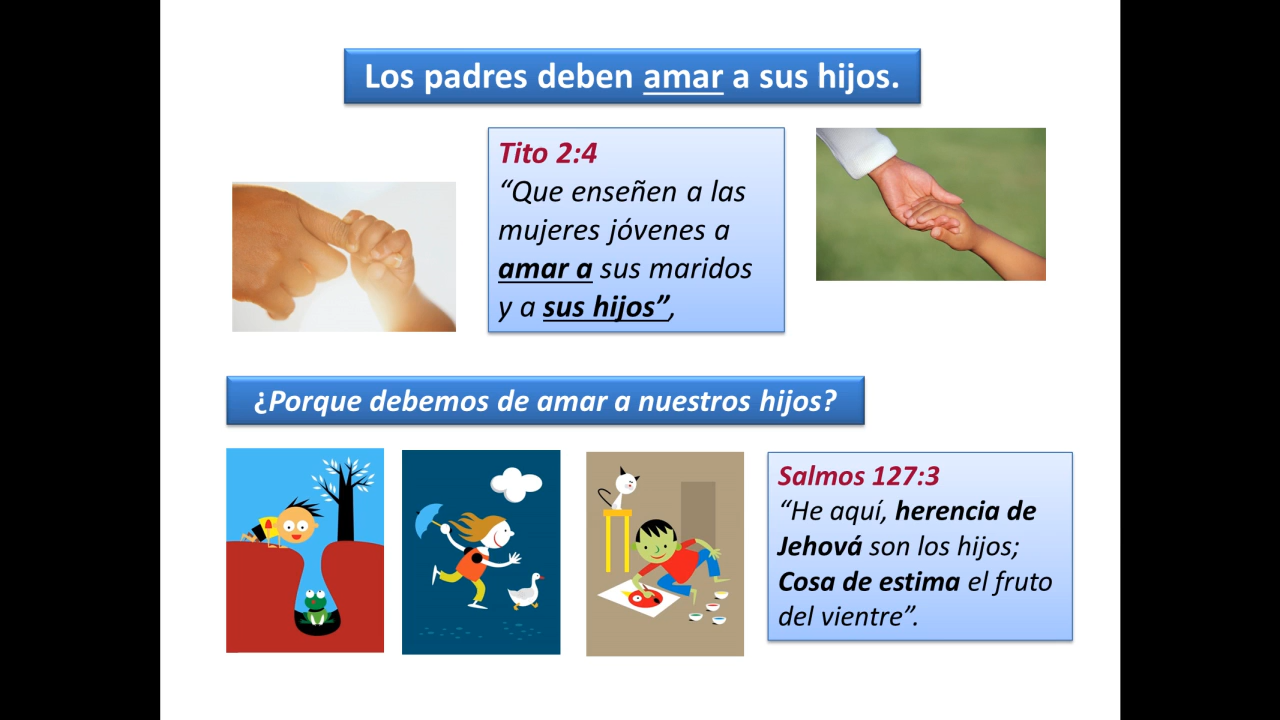 Los padres deben amar a sus hijos.
Tito 2:4
“Que enseñen a las
mujeres jóvenes a
amar a sus maridos
y a sus hijos”,
¿Porque debemos de amar a nuestros hijos?
Salmos 127:3
“He aquí, herencia de
Jehová son los hijos;
Cosa de estima el fruto
del vientre”.